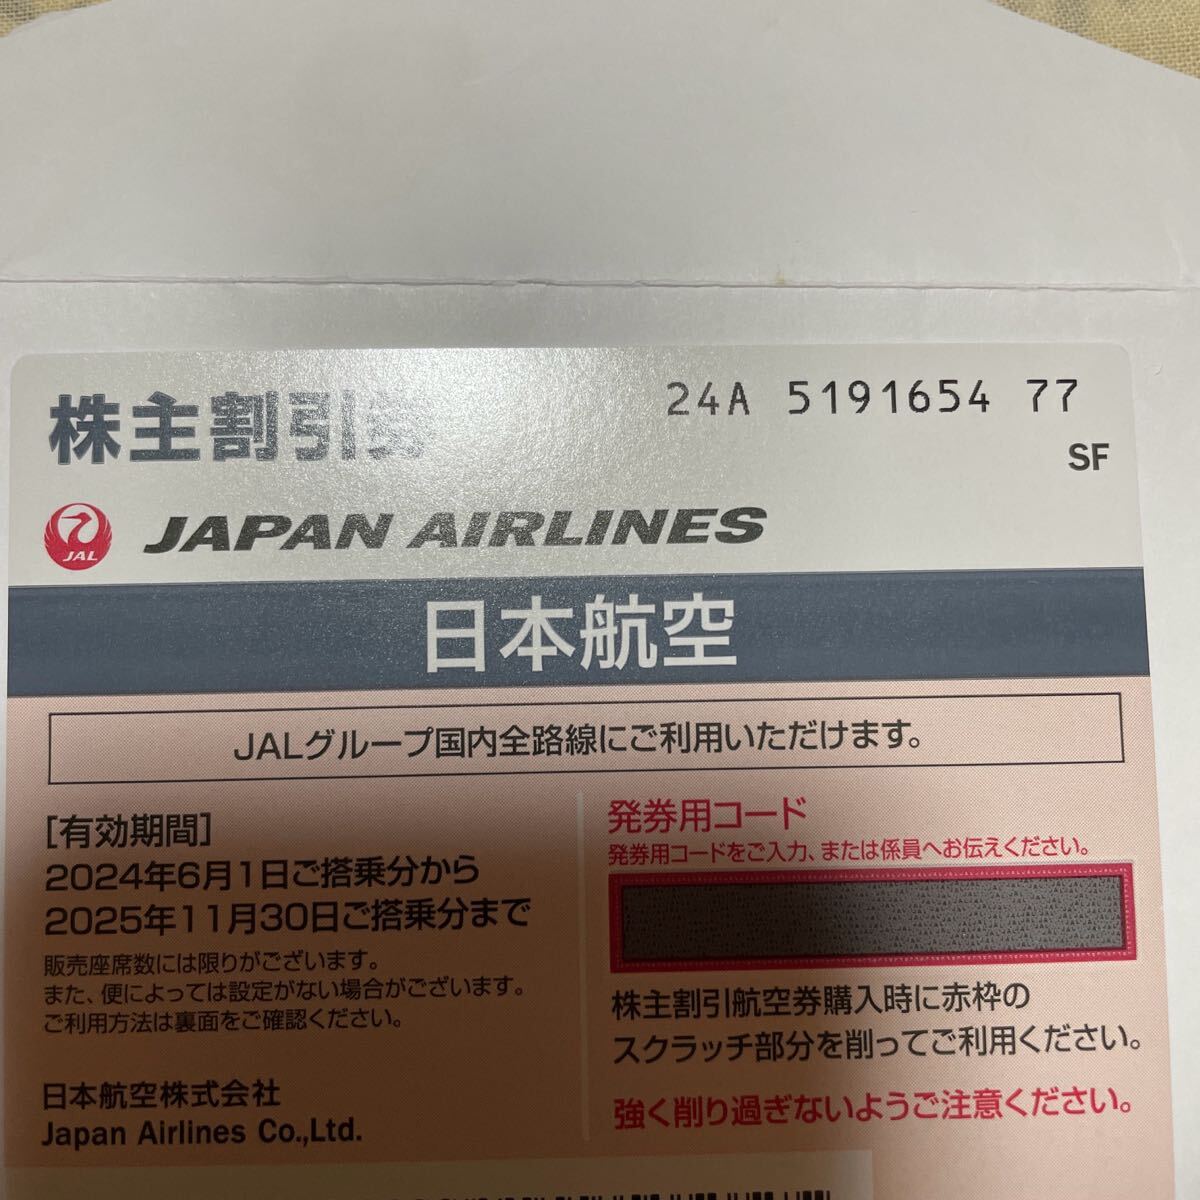 株主割引券
24A 5191654 77
SF
JAL
JAPAN AIRLINES
日本航空
JALグループ国内全路線にご利用いただけます。
[有効期間]
2024年6月1日ご搭乗分から
2025年11月30日ご搭乗分まで
販売座席数には限りがございます。
また、便によっては設定がない場合がございます。
ご利用方法は裏面をご確認ください。
日本航空株式会社
Japan Airlines Co.,Ltd.
発券用コード
発券用コードをご入力、または係員へお伝えください。
株主割引航空券購入時に赤枠の
スクラッチ部分を削ってご利用ください。
強く削り過ぎないようご注意ください。